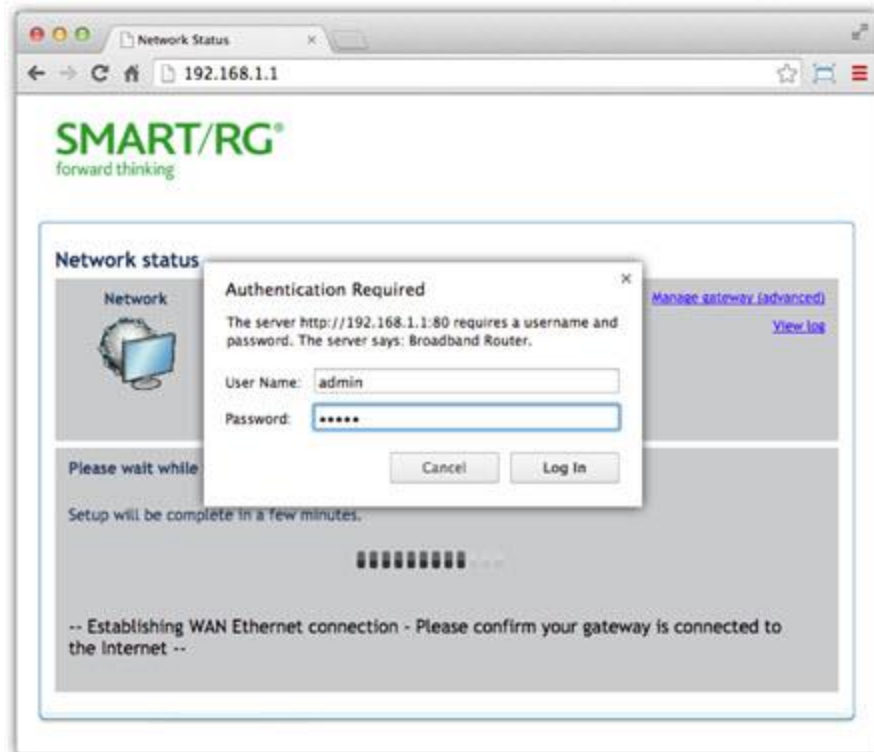 Network Status
192.168.1.1
SMART/RG®
forward thinking
Network status
Network
Manage gateway (advanced)
View log
Authentication Required
The server http://192.168.1.1:80 requires a username and
password. The server says: Broadband Router.
User Name: admin
Password: •••••
Cancel
Log In
Please wait while
Setup will be complete in a few minutes.
-- Establishing WAN Ethernet connection - Please confirm your gateway is connected to
the Internet --